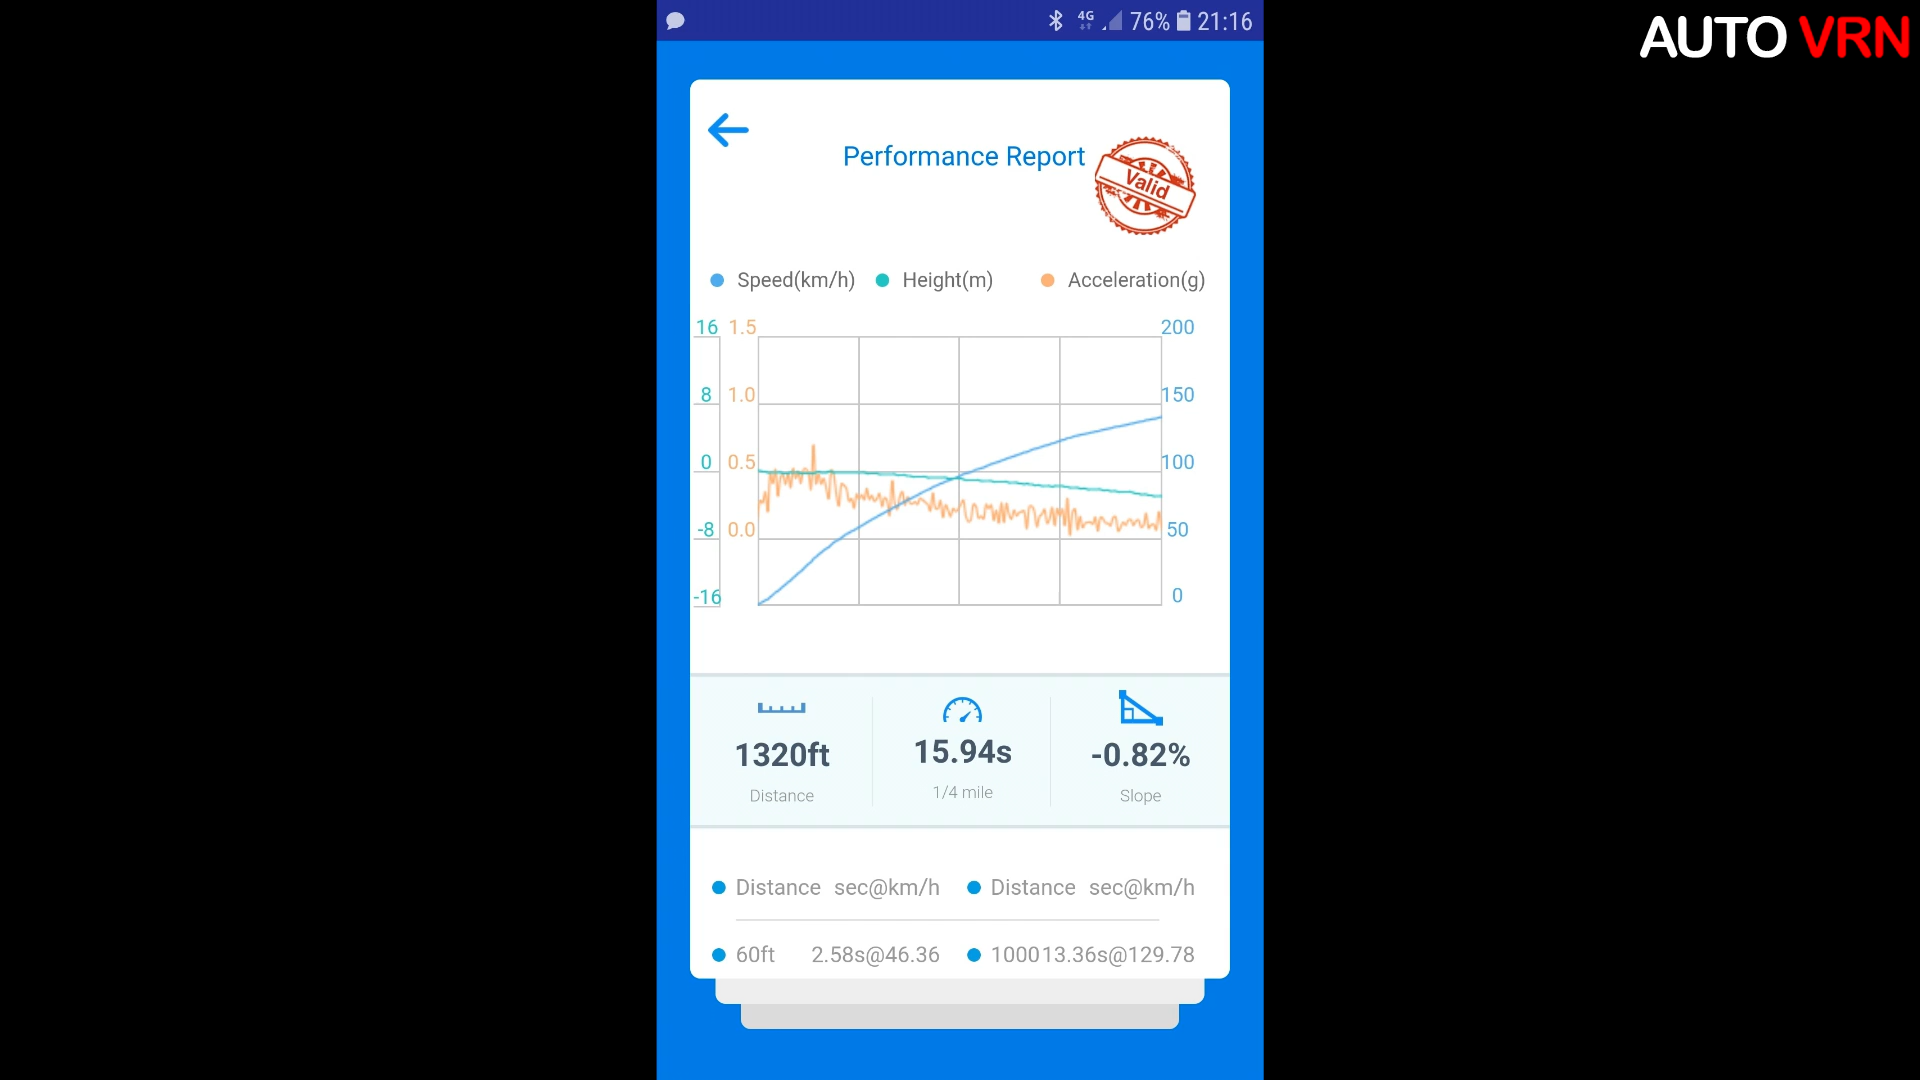 4G 76% 21:16
AUTO VRN
Performance Report
Valid
Speed(km/h) Height(m) Acceleration(g)
16 1.5 200
8 1.0 150
0 0.5 100
-8 0.0 50
-16 0
1320ft 15.94s -0.82%
Distance 1/4 mile Slope
Distance sec@km/h Distance sec@km/h
60ft 2.58s@46.36 1000 13.36s@129.78